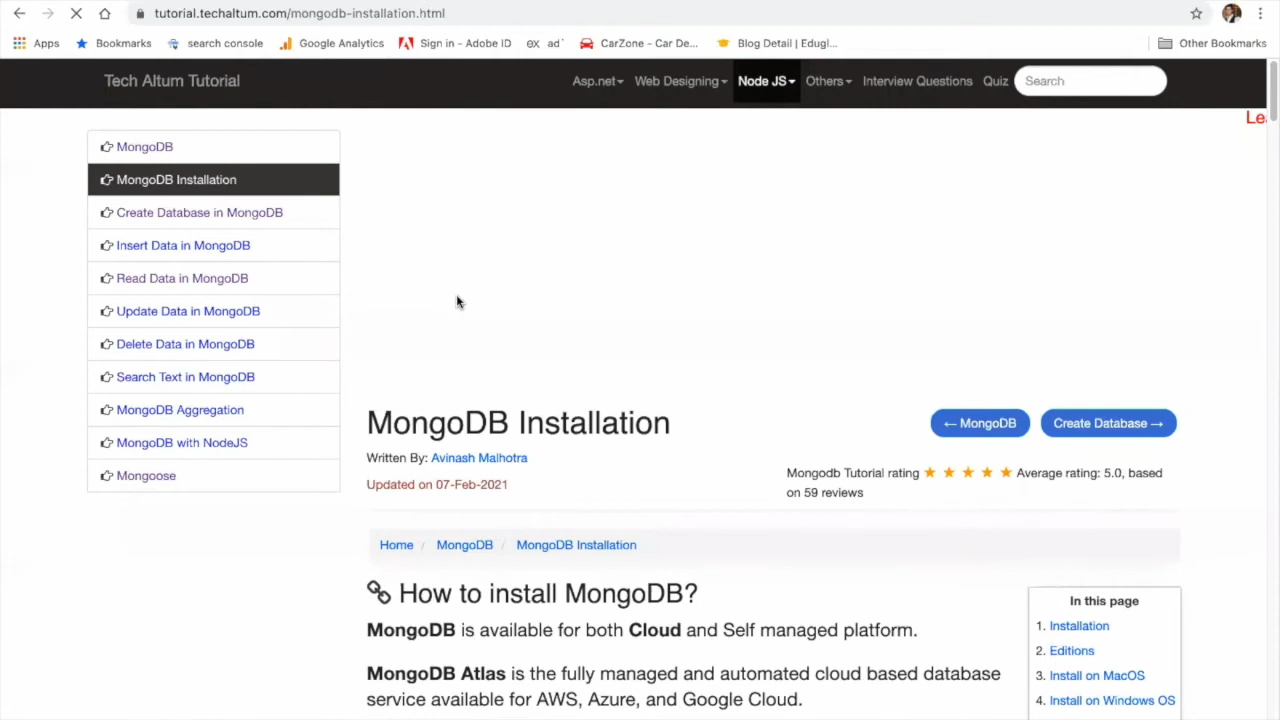 tutorial.techaltum.com/mongodb-installation.html
Apps Bookmarks search console Google Analytics Sign in - Adobe ID ex ad` CarZone - Car De... Blog Detail | Edugl... Other Bookmarks
Tech Altum Tutorial Asp.net Web Designing Node JS Others Interview Questions Quiz Search
Lea
MongoDB
MongoDB Installation
Create Database in MongoDB
Insert Data in MongoDB
Read Data in MongoDB
Update Data in MongoDB
Delete Data in MongoDB
Search Text in MongoDB
MongoDB Aggregation
MongoDB with NodeJS
Mongoose
MongoDB Installation
← MongoDB Create Database →
Written By: Avinash Malhotra
Updated on 07-Feb-2021
Mongodb Tutorial rating ★ ★ ★ ★ ★ Average rating: 5.0, based
on 59 reviews
Home / MongoDB / MongoDB Installation
How to install MongoDB?
MongoDB is available for both Cloud and Self managed platform.
MongoDB Atlas is the fully managed and automated cloud based database
service available for AWS, Azure, and Google Cloud.
In this page
1. Installation
2. Editions
3. Install on MacOS
4. Install on Windows OS